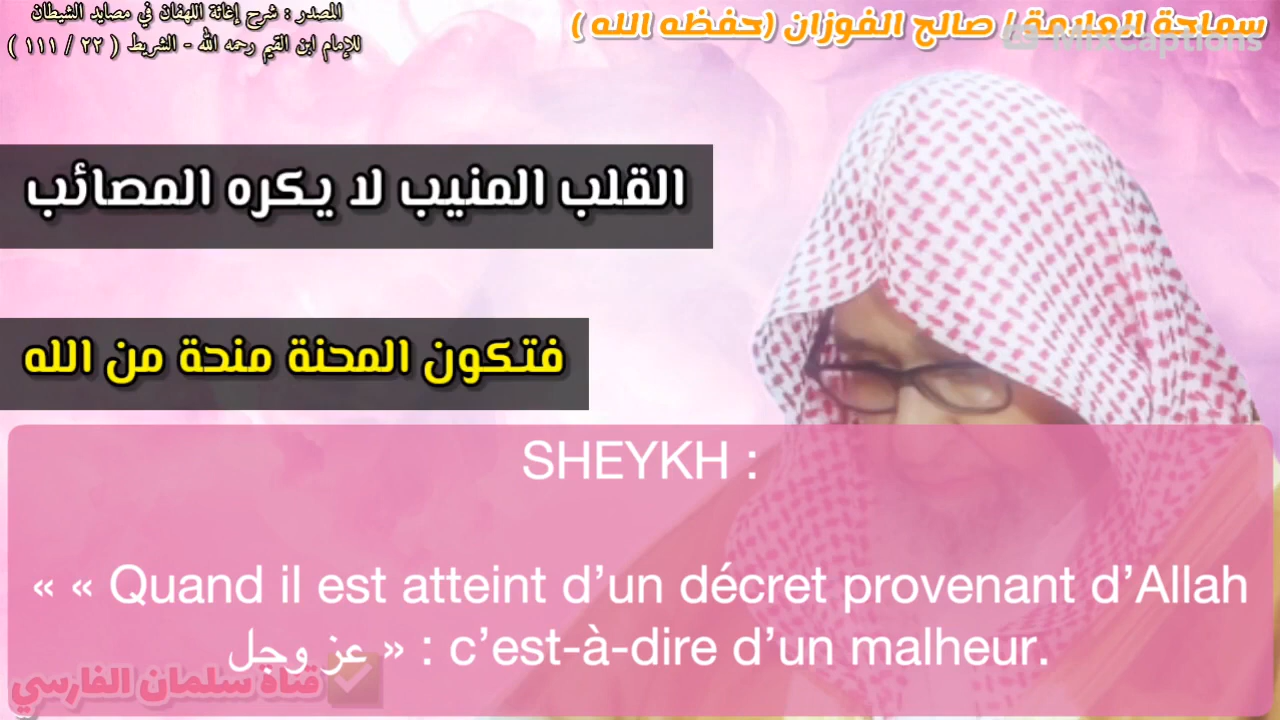 المصدر : شرح إغاثة اللهفان في مصايد الشيطان
للإمام ابن القيم رحمه الله - الشريط ( ٢٢ / ١١١ )
سماحة العلامة / صالح الفوزان (حفظه الله )
MixCaptions
القلب المنيب لا يكره المصائب
فتكون المحنة منحة من الله
SHEYKH :
« « Quand il est atteint d’un décret provenant d’Allah
عز وجل » : c’est-à-dire d’un malheur.
قناة سلمان الفارسي